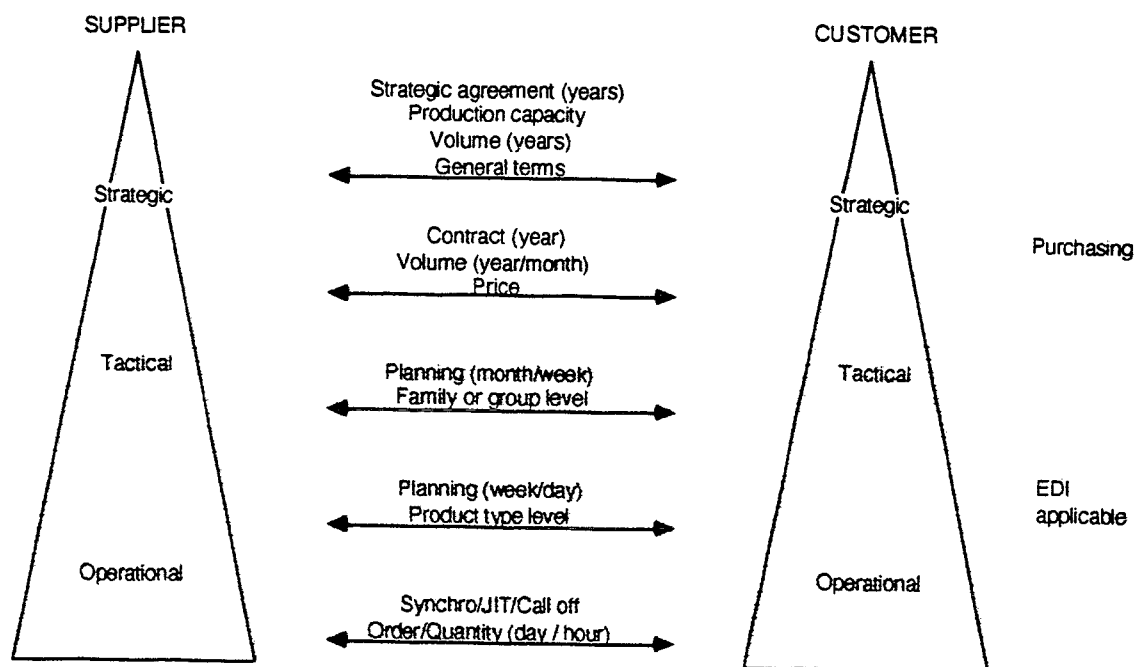 SUPPLIER
CUSTOMER
Strategic agreement (years)
Production capacity
Volume (years)
General terms
Strategic
Strategic
Contract (year)
Volume (year/month)
Price
Purchasing
Tactical
Tactical
Planning (month/week)
Family or group level
Planning (week/day)
Product type level
EDI
applicable
Operational
Operational
Synchro/JIT/Call off
Order/Quantity (day / hour)